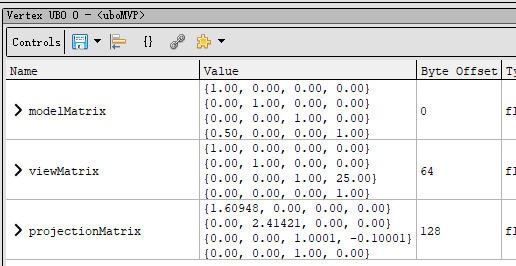 Vertex UBO 0 - <uboMVP>
Controls {}
Name Value Byte Offset Ty
modelMatrix {1.00, 0.00, 0.00, 0.00} 0 fl
{0.00, 1.00, 0.00, 0.00}
{0.00, 0.00, 1.00, 0.00}
{0.50, 0.00, 0.00, 1.00}
viewMatrix {1.00, 0.00, 0.00, 0.00} 64 fl
{0.00, 1.00, 0.00, 0.00}
{0.00, 0.00, 1.00, 25.00}
{0.00, 0.00, 0.00, 1.00}
projectionMatrix {1.60948, 0.00, 0.00, 0.00} 128 fl
{0.00, 2.41421, 0.00, 0.00}
{0.00, 0.00, 1.0001, -0.10001}
{0.00, 0.00, 1.00, 0.00}